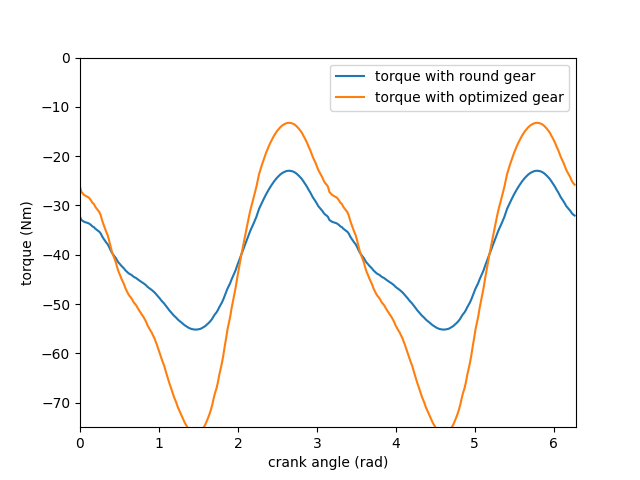 torque with round gear
torque with optimized gear
0
−10
−20
−30
−40
−50
−60
−70
torque (Nm)
0 1 2 3 4 5 6
crank angle (rad)